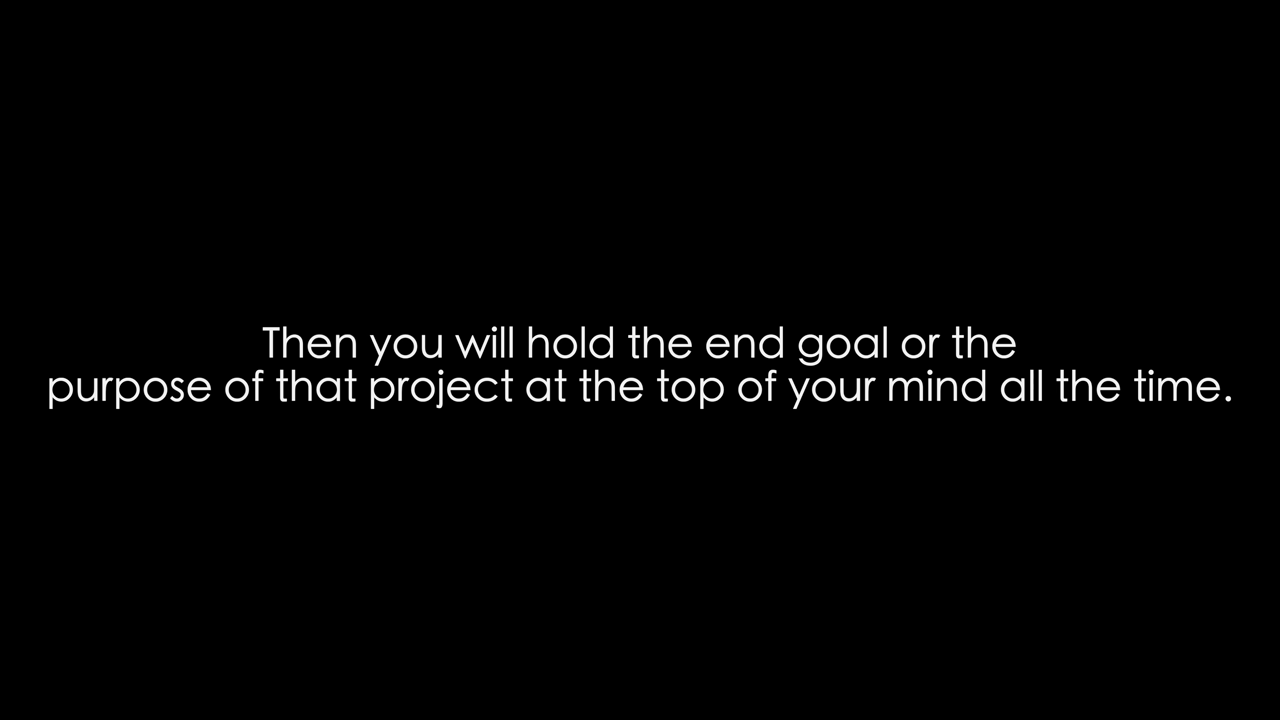 Then you will hold the end goal or the
purpose of that project at the top of your mind all the time.